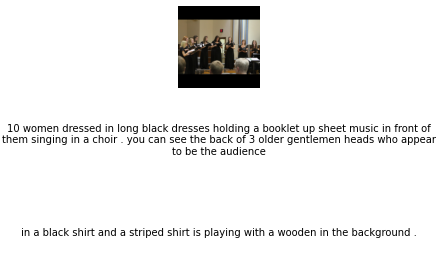 10 women dressed in long black dresses holding a booklet up sheet music in front of
them singing in a choir . you can see the back of 3 older gentlemen heads who appear
to be the audience
in a black shirt and a striped shirt is playing with a wooden in the background .